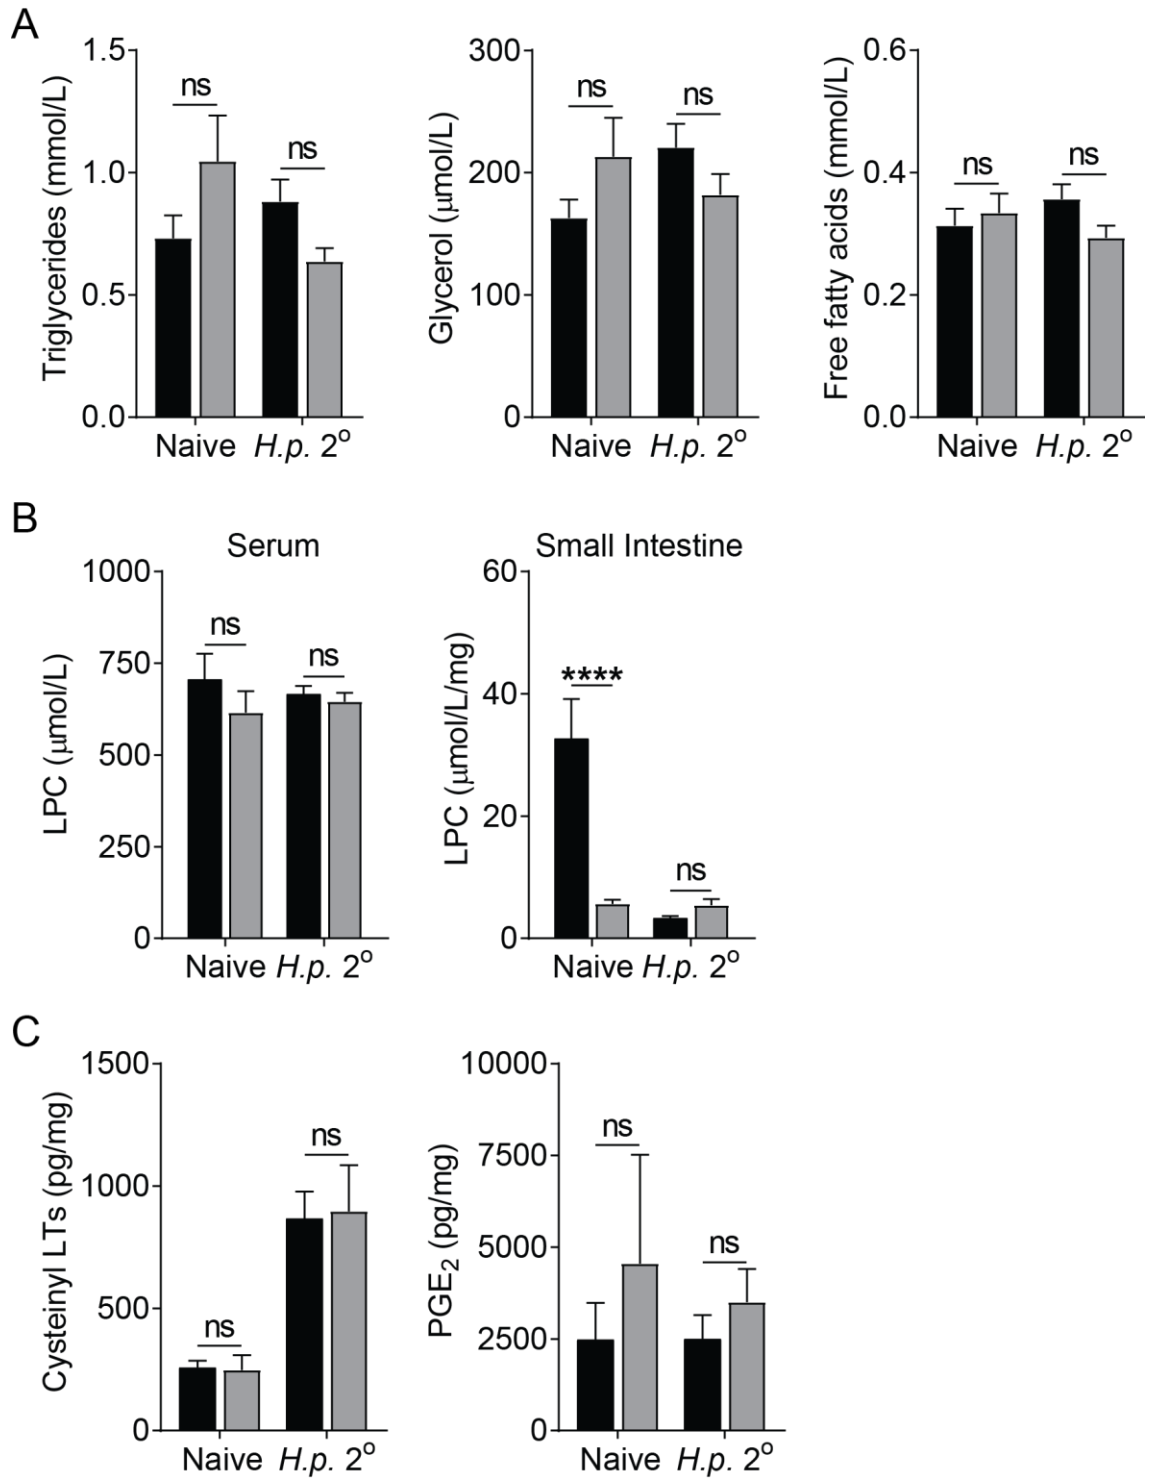 A
Triglycerides (mmol/L)
1.5
1.0
0.5
0.0
ns
ns
Naive H.p. 2o
Glycerol (μmol/L)
300
200
100
0
ns
ns
Naive H.p. 2o
Free fatty acids (mmol/L)
0.6
0.4
0.2
0.0
ns
ns
Naive H.p. 2o
B
Serum
LPC (μmol/L)
1000
750
500
250
0
ns
ns
Naive H.p. 2o
Small Intestine
LPC (μmol/L/mg)
60
40
20
0
****
ns
Naive H.p. 2o
C
Cysteinyl LTs (pg/mg)
1500
1000
500
0
ns
ns
Naive H.p. 2o
PGE2 (pg/mg)
10000
7500
5000
2500
0
ns
ns
Naive H.p. 2o